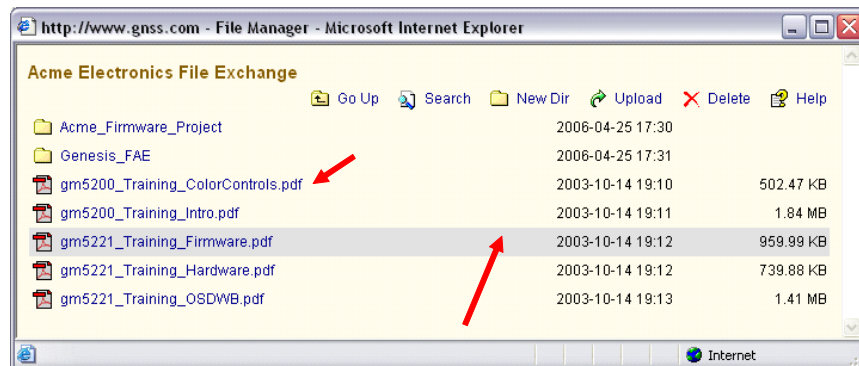 http://www.gnss.com - File Manager - Microsoft Internet Explorer
Acme Electronics File Exchange
Go Up Search New Dir Upload Delete Help
Acme_Firmware_Project 2006-04-25 17:30
Genesis_FAE 2006-04-25 17:31
gm5200_Training_ColorControls.pdf 2003-10-14 19:10 502.47 KB
gm5200_Training_Intro.pdf 2003-10-14 19:11 1.84 MB
gm5221_Training_Firmware.pdf 2003-10-14 19:12 959.99 KB
gm5221_Training_Hardware.pdf 2003-10-14 19:12 739.88 KB
gm5221_Training_OSDWB.pdf 2003-10-14 19:13 1.41 MB
Internet